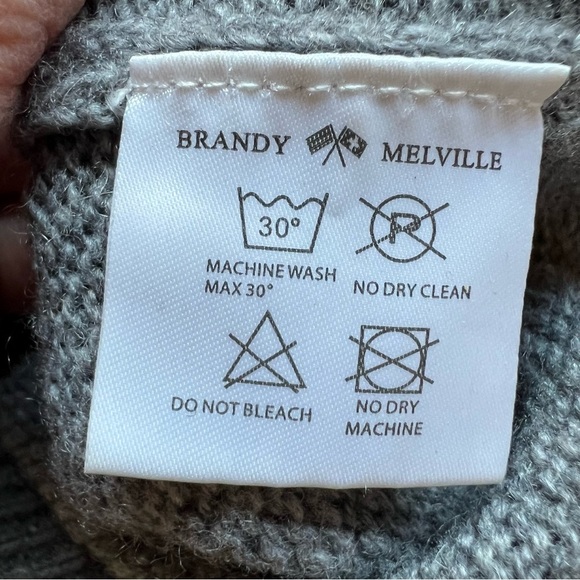 BRANDY MELVILLE
30°
P
MACHINE WASH
MAX 30°
NO DRY CLEAN
DO NOT BLEACH
NO DRY
MACHINE